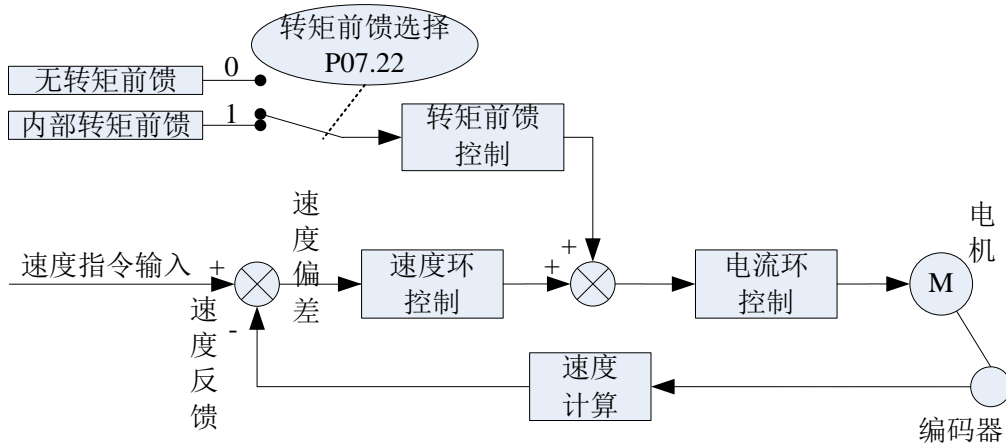 转矩前馈选择
P07.22
无转矩前馈
0
内部转矩前馈
1
转矩前馈
控制
速度指令输入
+
-
速度反馈
速度偏差
速度环
控制
+
+
电流环
控制
电机
M
速度
计算
编码器